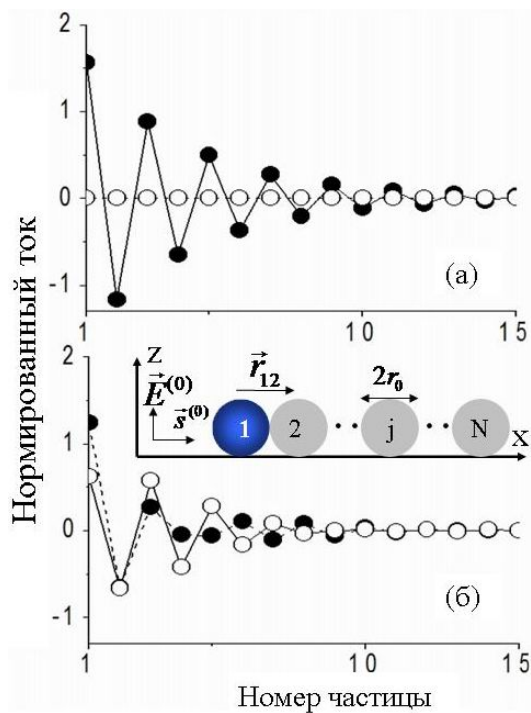 Нормированный ток
2
1
0
-1
(а)
1
10
15
2
1
0
-1
Z
E⃗⁽⁰⁾
s⃗⁽⁰⁾
r⃗₁₂
2r₀
1 2 ·· j ·· N
X
(б)
1
10
15
Номер частицы